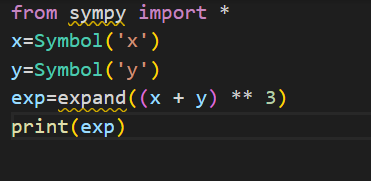 from sympy import *
x=Symbol('x')
y=Symbol('y')
exp=expand((x + y) ** 3)
print(exp)